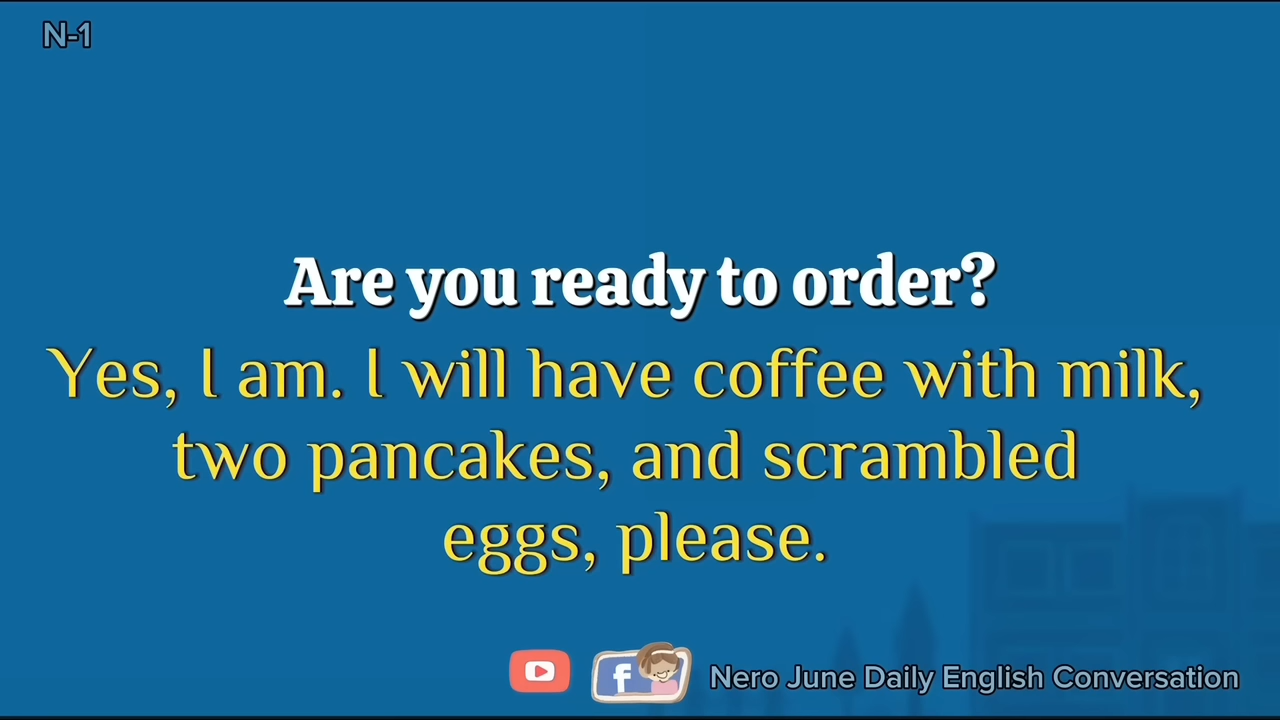 N-1
Are you ready to order?
Yes, I am. I will have coffee with milk,
two pancakes, and scrambled
eggs, please.
f
Nero June Daily English Conversation